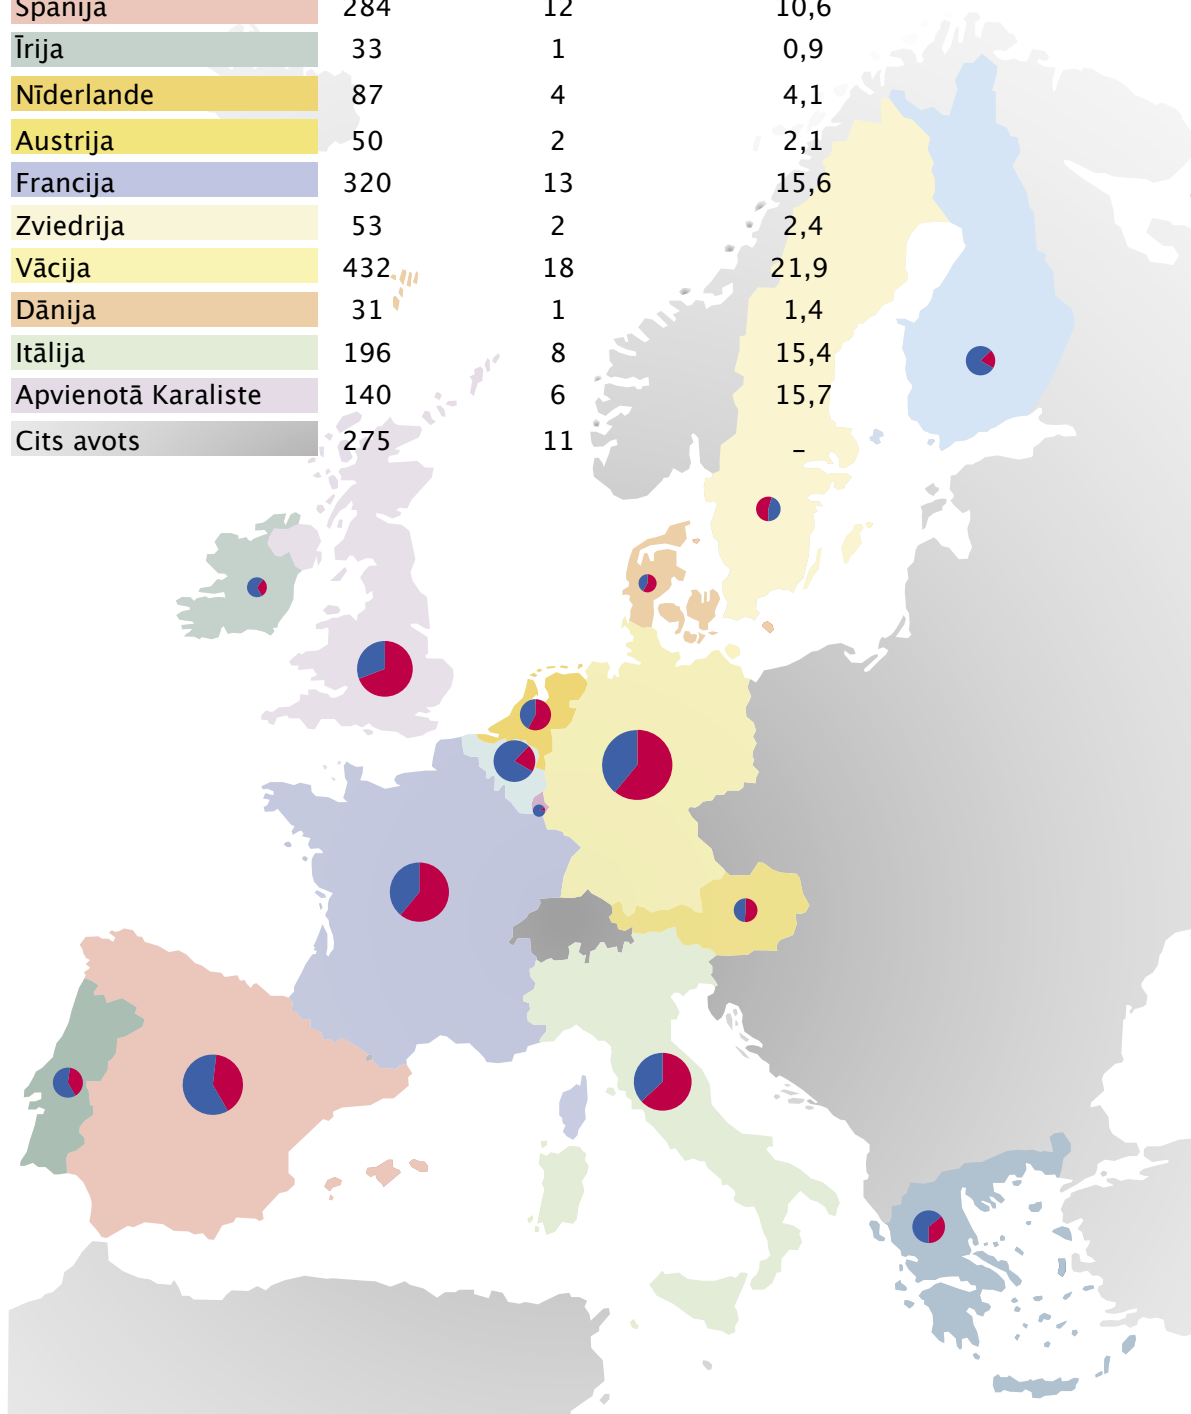 Spānija 284 12 10,6
Īrija 33 1 0,9
Nīderlande 87 4 4,1
Austrija 50 2 2,1
Francija 320 13 15,6
Zviedrija 53 2 2,4
Vācija 432 18 21,9
Dānija 31 1 1,4
Itālija 196 8 15,4
Apvienotā Karaliste 140 6 15,7
Cits avots 275 11 –